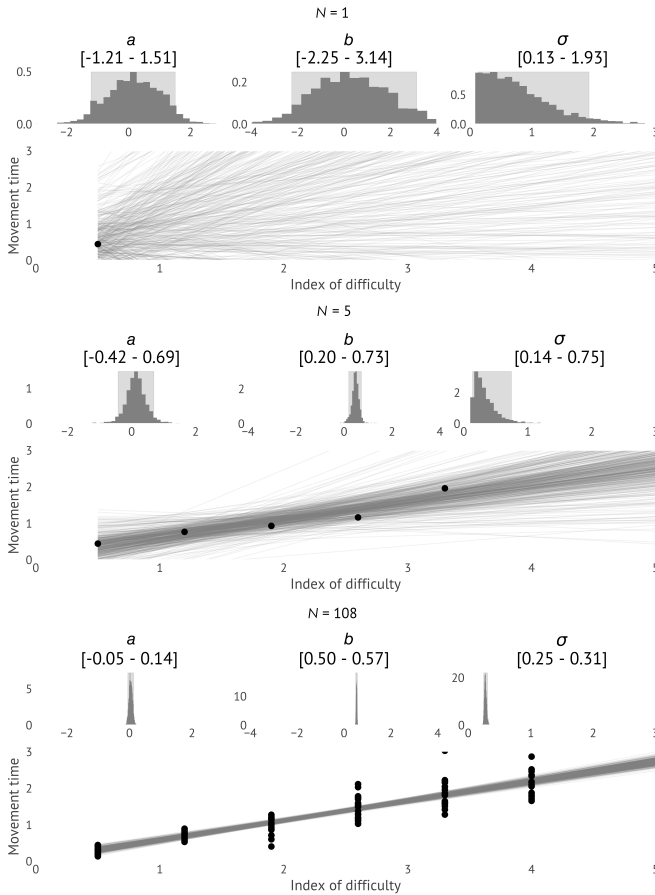 N = 1
a b σ
[-1.21 - 1.51] [-2.25 - 3.14] [0.13 - 1.93]
0.5
0.0
−2 0 2
0.2
0.0
−4 −2 0 2 4
0.5
0.0
0 1 2 3
Movement time
3
2
1
0
0 1 2 3 4 5
Index of difficulty
N = 5
a b σ
[-0.42 - 0.69] [0.20 - 0.73] [0.14 - 0.75]
1
0
−2 0 2
2
0
−4 −2 0 2 4
2
0
0 1 2 3
Movement time
3
2
1
0
0 1 2 3 4 5
Index of difficulty
N = 108
a b σ
[-0.05 - 0.14] [0.50 - 0.57] [0.25 - 0.31]
5
0
−2 0 2
10
0
−4 −2 0 2 4
20
0
0 1 2 3
Movement time
3
2
1
0
0 1 2 3 4 5
Index of difficulty